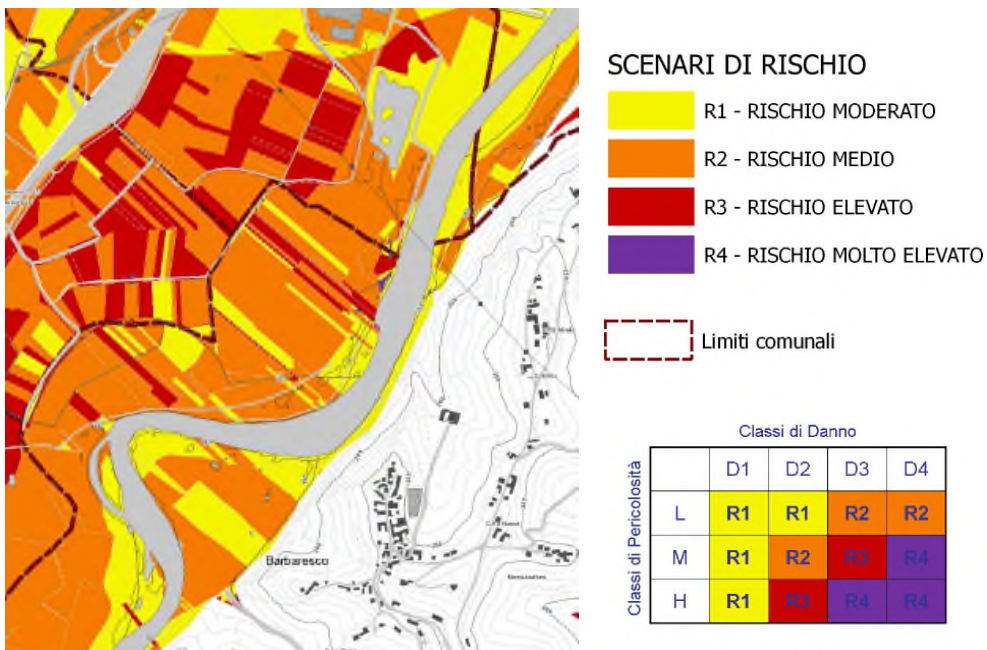 SCENARI DI RISCHIO
R1 - RISCHIO MODERATO
R2 - RISCHIO MEDIO
R3 - RISCHIO ELEVATO
R4 - RISCHIO MOLTO ELEVATO
Limiti comunali
Classi di Danno
Classi di Pericolosità
D1 D2 D3 D4
L R1 R1 R2 R2
M R1 R2 R3 R4
H R1 R3 R4 R4
Barbaresco